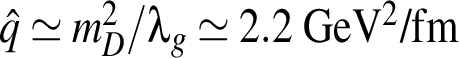 q̂ ≃ m_D^2/λ_g ≃ 2.2 GeV^2/fm